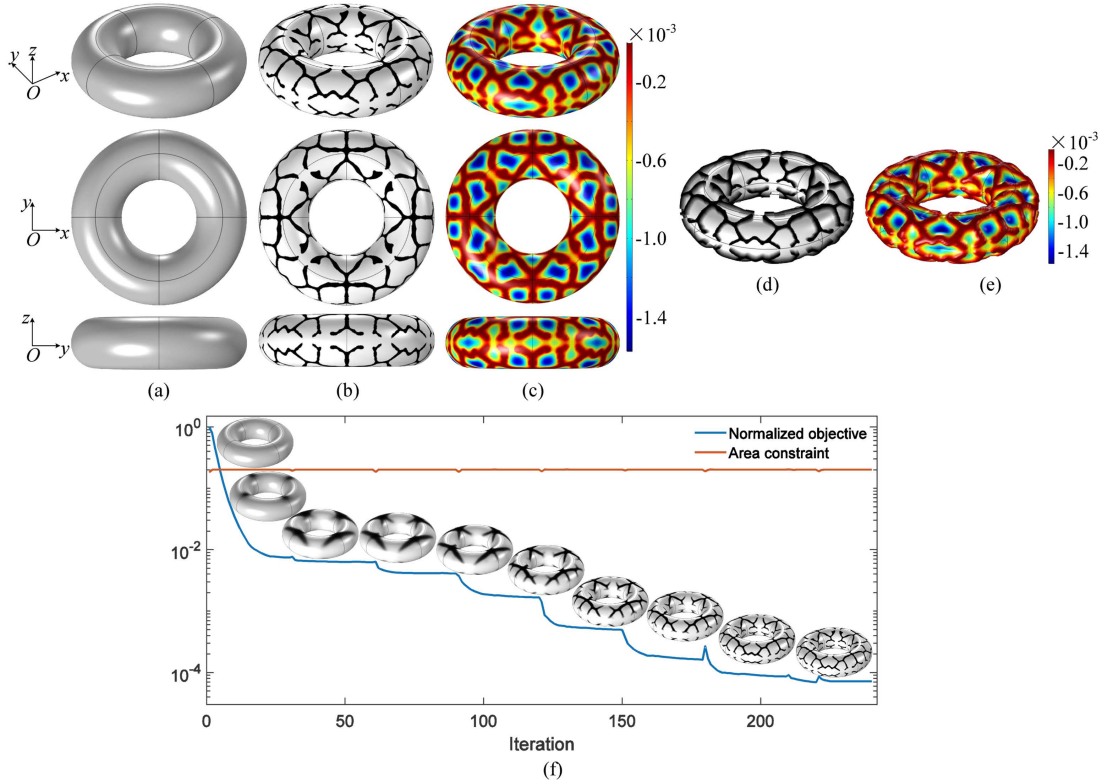 y
z
x
O
y
x
O
z
y
O
(a)
(b)
(c)
×10⁻³
-0.2
-0.6
-1.0
-1.4
(d)
(e)
×10⁻³
-0.2
-0.6
-1.0
-1.4
10⁰
10⁻²
10⁻⁴
Normalized objective
Area constraint
0
50
100
150
200
Iteration
(f)